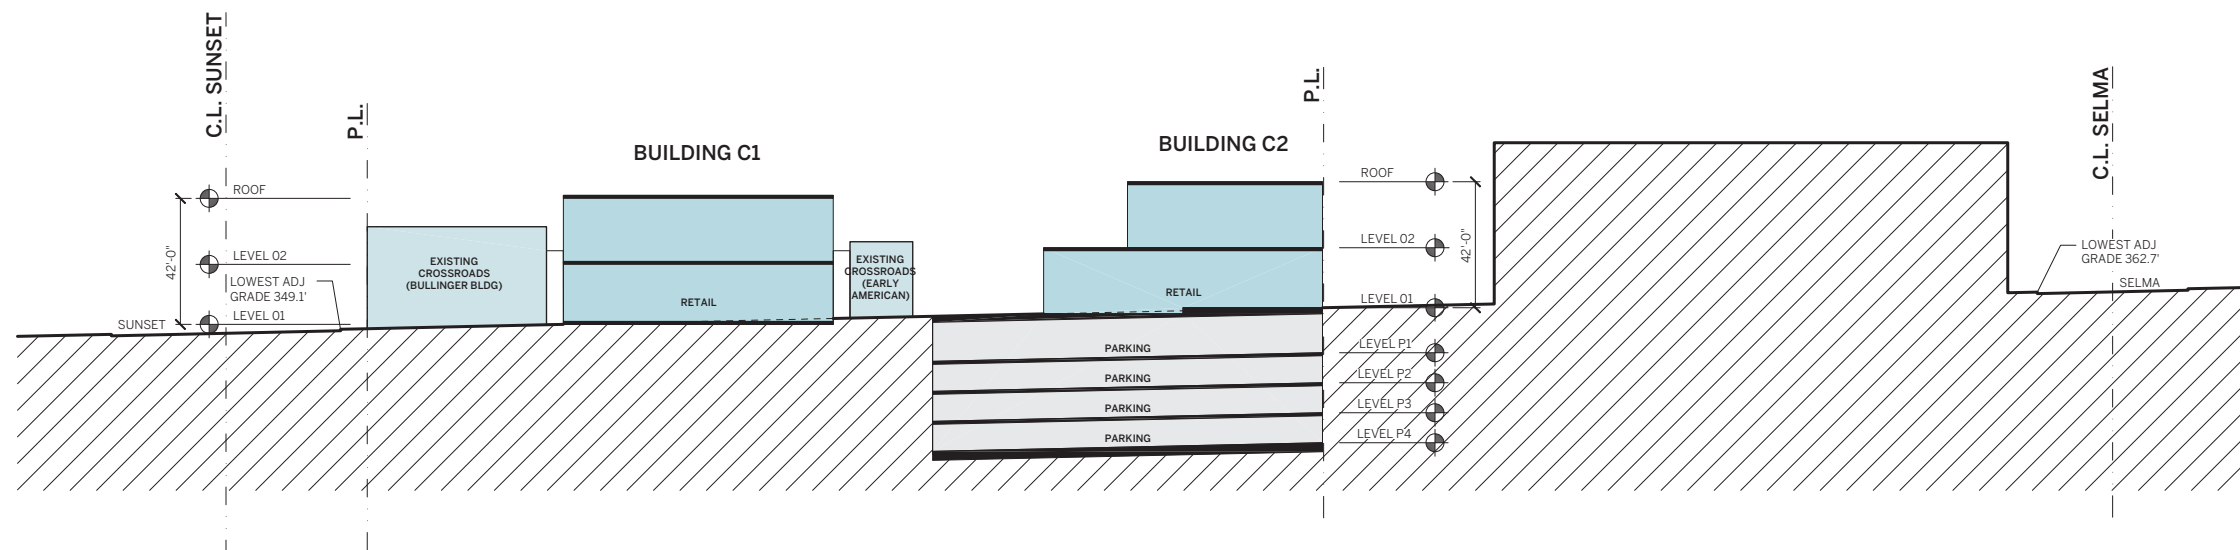 C.L. SUNSET
P.L.
BUILDING C1
BUILDING C2
P.L.
C.L. SELMA
ROOF
LEVEL 02
LOWEST ADJ
GRADE 349.1'
LEVEL 01
SUNSET
42'-0"
EXISTING
CROSSROADS
(BULLINGER BLDG)
RETAIL
EXISTING
CROSSROADS
(EARLY
AMERICAN)
RETAIL
PARKING
PARKING
PARKING
PARKING
ROOF
LEVEL 02
LEVEL 01
LEVEL P1
LEVEL P2
LEVEL P3
LEVEL P4
42'-0"
LOWEST ADJ
GRADE 362.7'
SELMA